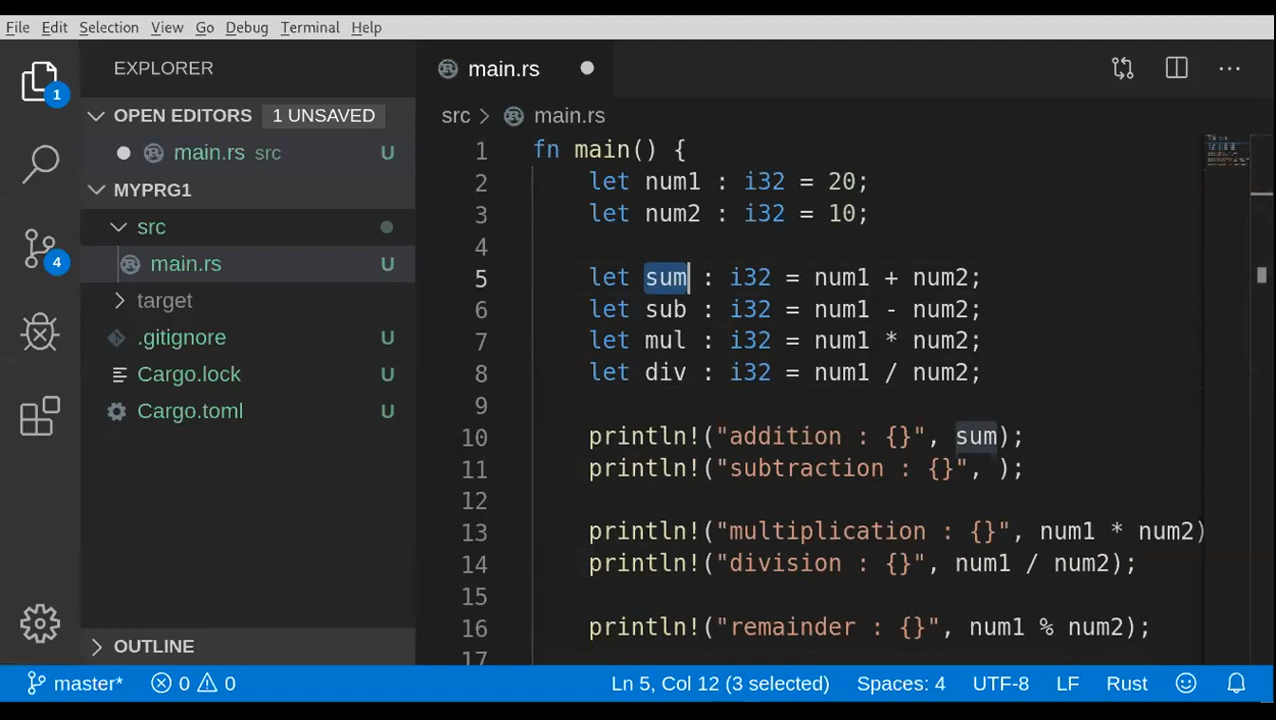 File Edit Selection View Go Debug Terminal Help
EXPLORER
OPEN EDITORS 1 UNSAVED
main.rs src U
MYPRG1
src
main.rs U
target
.gitignore U
Cargo.lock U
Cargo.toml U
OUTLINE
1
4
main.rs
src > main.rs
1 fn main() {
2 let num1 : i32 = 20;
3 let num2 : i32 = 10;
4
5 let sum : i32 = num1 + num2;
6 let sub : i32 = num1 - num2;
7 let mul : i32 = num1 * num2;
8 let div : i32 = num1 / num2;
9
10 println!("addition : {}", sum);
11 println!("subtraction : {}", );
12
13 println!("multiplication : {}", num1 * num2)
14 println!("division : {}", num1 / num2);
15
16 println!("remainder : {}", num1 % num2);
17
master* 0 0 Ln 5, Col 12 (3 selected) Spaces: 4 UTF-8 LF Rust